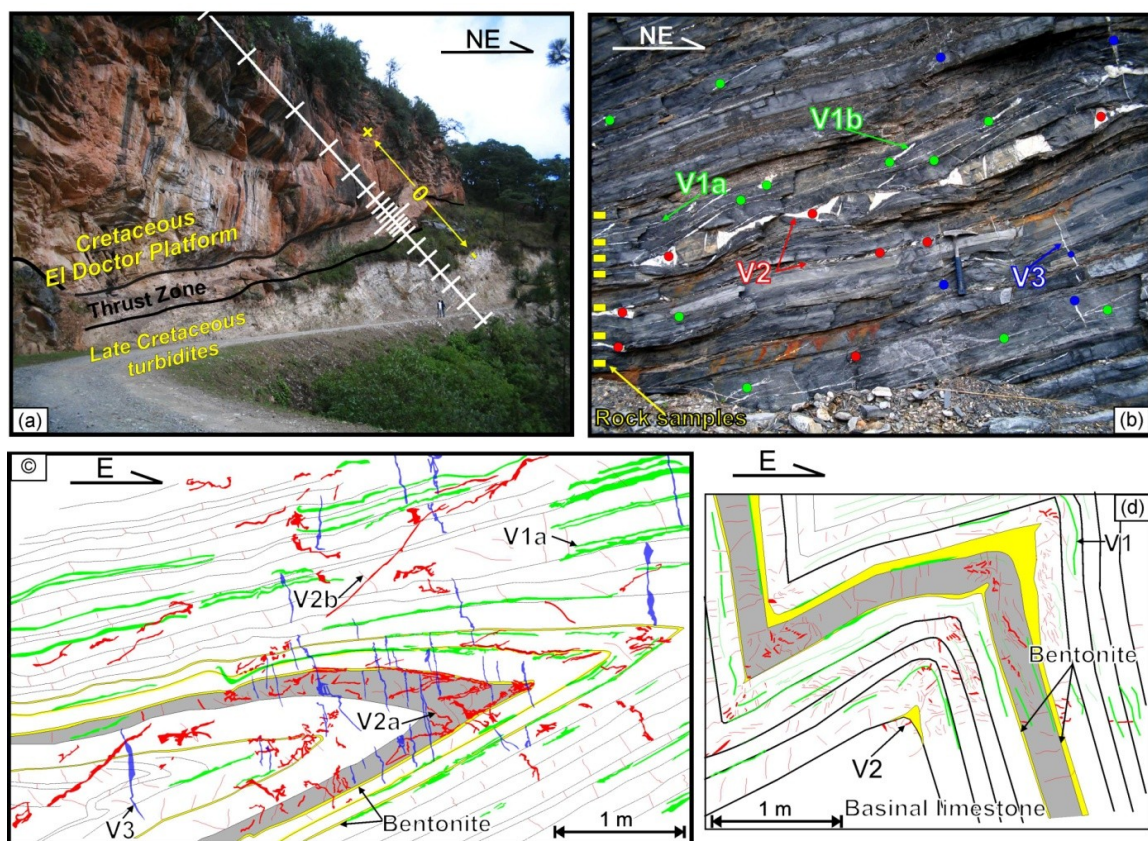 NE
+
0
-
Cretaceous
El Doctor Platform
Thrust Zone
Late Cretaceous
turbidites
(a)
NE
V1b
V1a
V2
V3
Rock samples
(b)
©
E
V1a
V2b
V2a
V3
Bentonite
1 m
E
(d)
V1
Bentonite
V2
1 m
Basinal limestone